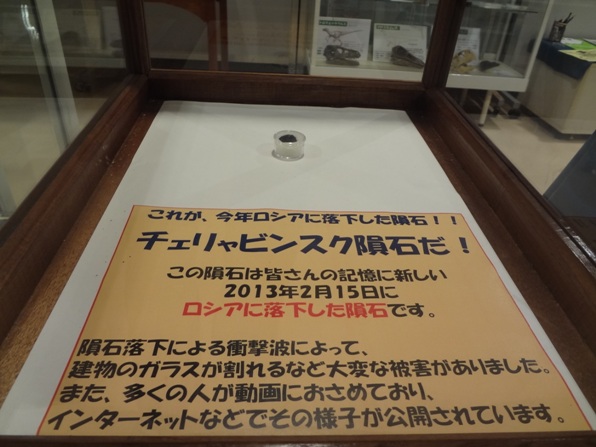 これが、今年ロシアに落下した隕石！！
チェリャビンスク隕石だ！
この隕石は皆さんの記憶に新しい
2013年2月15日に
ロシアに落下した隕石です。
隕石落下による衝撃波によって、
建物のガラスが割れるなど大変な被害がありました。
また、多くの人が動画におさめており、
インターネットなどでその様子が公開されています。